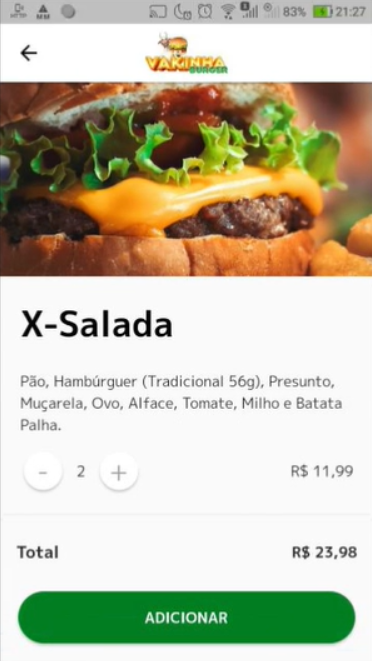 83% 21:27
VAKINHA
BURGER
X-Salada
Pão, Hambúrguer (Tradicional 56g), Presunto,
Muçarela, Ovo, Alface, Tomate, Milho e Batata
Palha.
- 2 + R$ 11,99
Total R$ 23,98
ADICIONAR